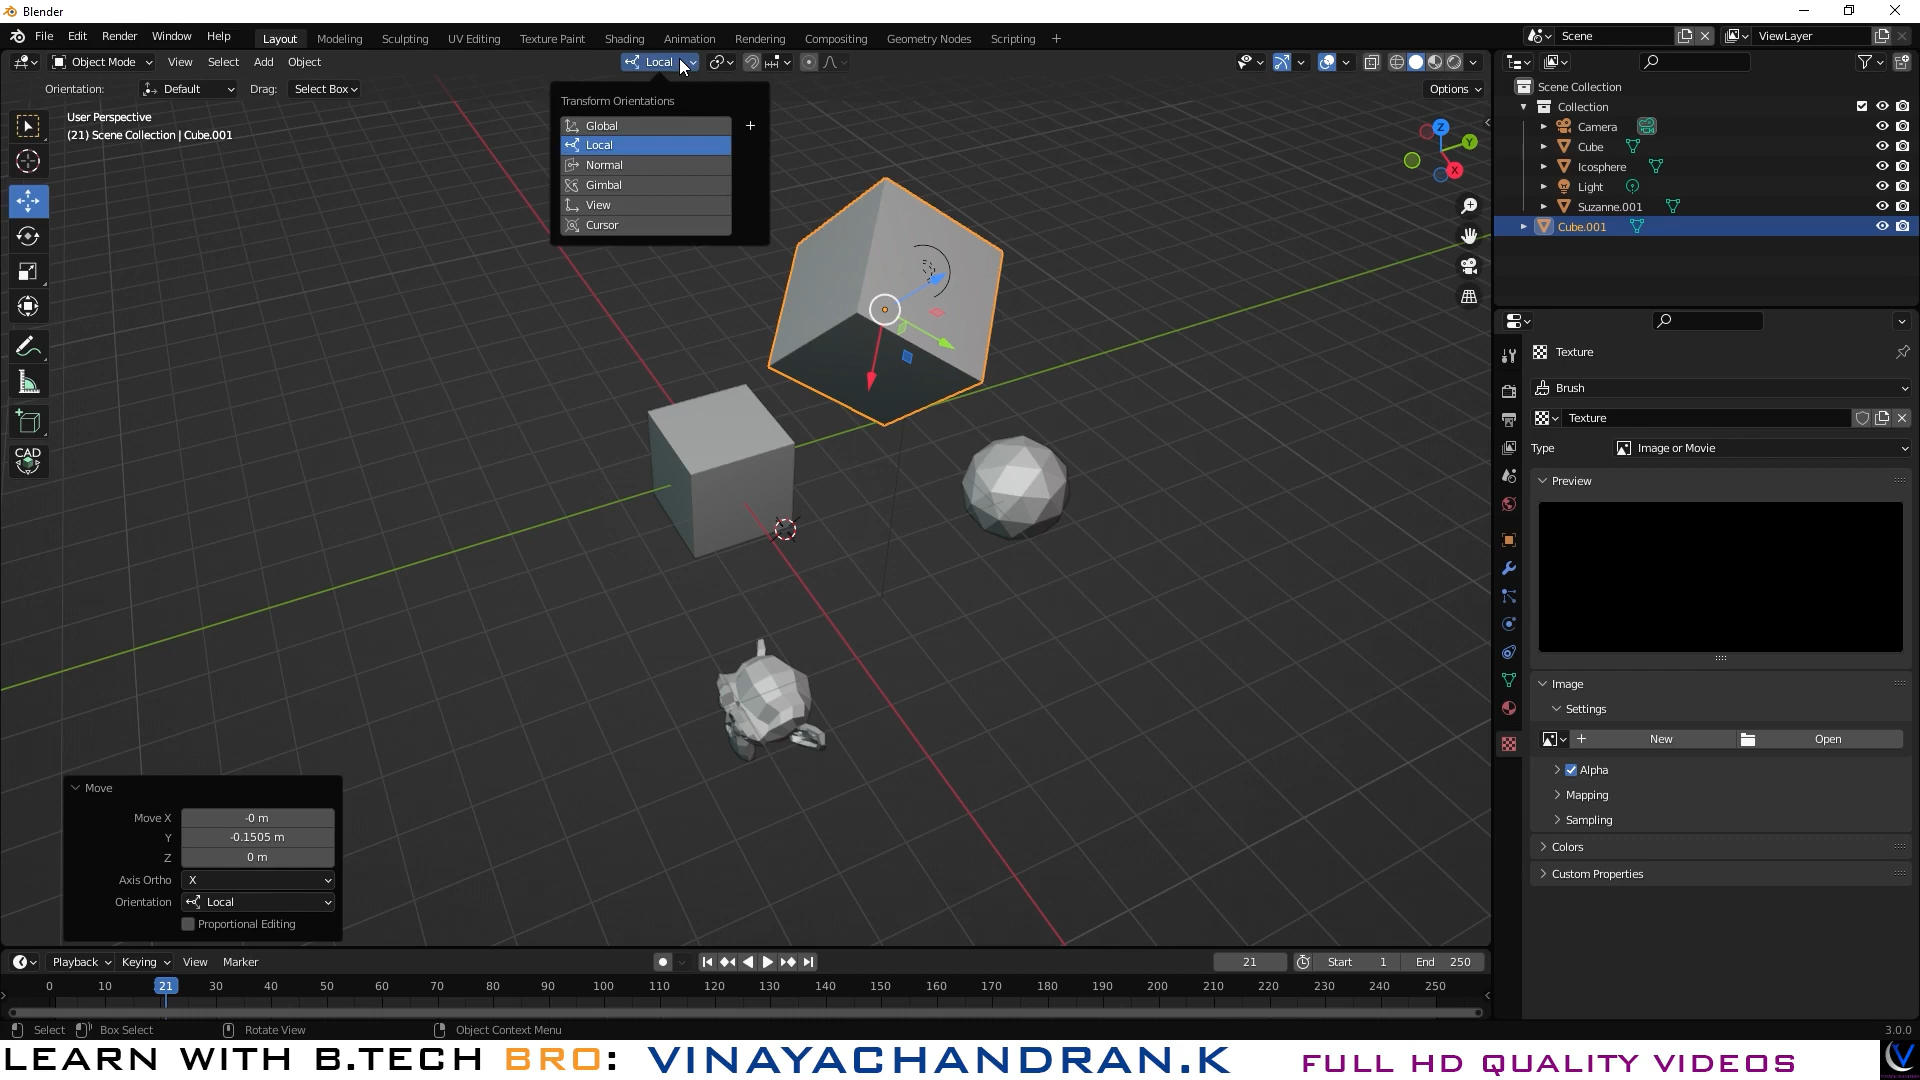 Blender
File Edit Render Window Help Layout Modeling Sculpting UV Editing Texture Paint Shading Animation Rendering Compositing Geometry Nodes Scripting + Scene ViewLayer
Object Mode View Select Add Object Local
Orientation: Default Drag: Select Box Options
User Perspective
(21) Scene Collection | Cube.001
Transform Orientations
Global
Local
Normal
Gimbal
View
Cursor
Z
Y
X
CAD
Move
Move X -0 m
Y -0.1505 m
Z 0 m
Axis Ortho X
Orientation Local
Proportional Editing
Scene Collection
Collection
Camera
Cube
Icosphere
Light
Suzanne.001
Cube.001
Texture
Brush
Texture
Type Image or Movie
Preview
Image
Settings
New Open
Alpha
Mapping
Sampling
Colors
Custom Properties
Playback Keying View Marker 21 Start 1 End 250
0 10 21 30 40 50 60 70 80 90 100 110 120 130 140 150 160 170 180 190 200 210 220 230 240 250
Select Box Select Rotate View Object Context Menu 3.0.0
LEARN WITH B.TECH BRO: VINAYACHANDRAN.K FULL HD QUALITY VIDEOS